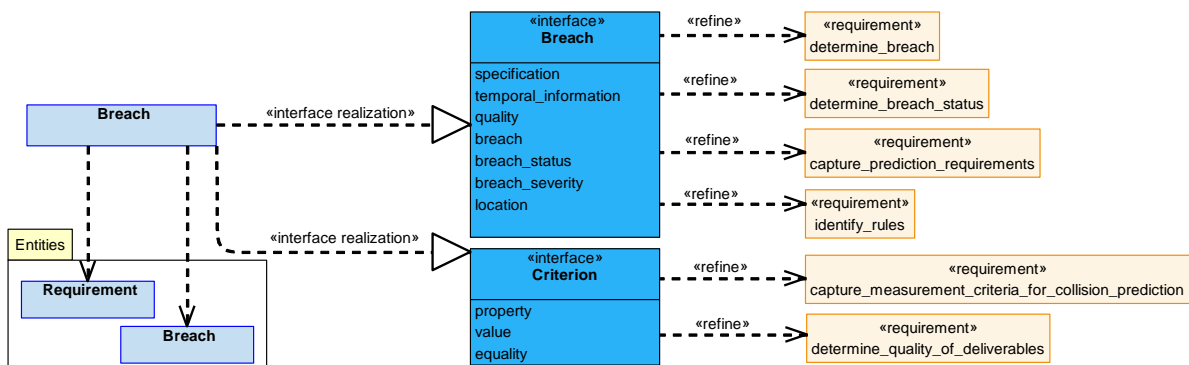 «interface»
Breach
specification
temporal_information
quality
breach
breach_status
breach_severity
location
«refine»
«requirement»
determine_breach
«refine»
«requirement»
determine_breach_status
«refine»
«requirement»
capture_prediction_requirements
«refine»
«requirement»
identify_rules
Breach
«interface realization»
«interface realization»
Entities
Requirement
Breach
«interface»
Criterion
property
value
equality
«refine»
«requirement»
capture_measurement_criteria_for_collision_prediction
«refine»
«requirement»
determine_quality_of_deliverables